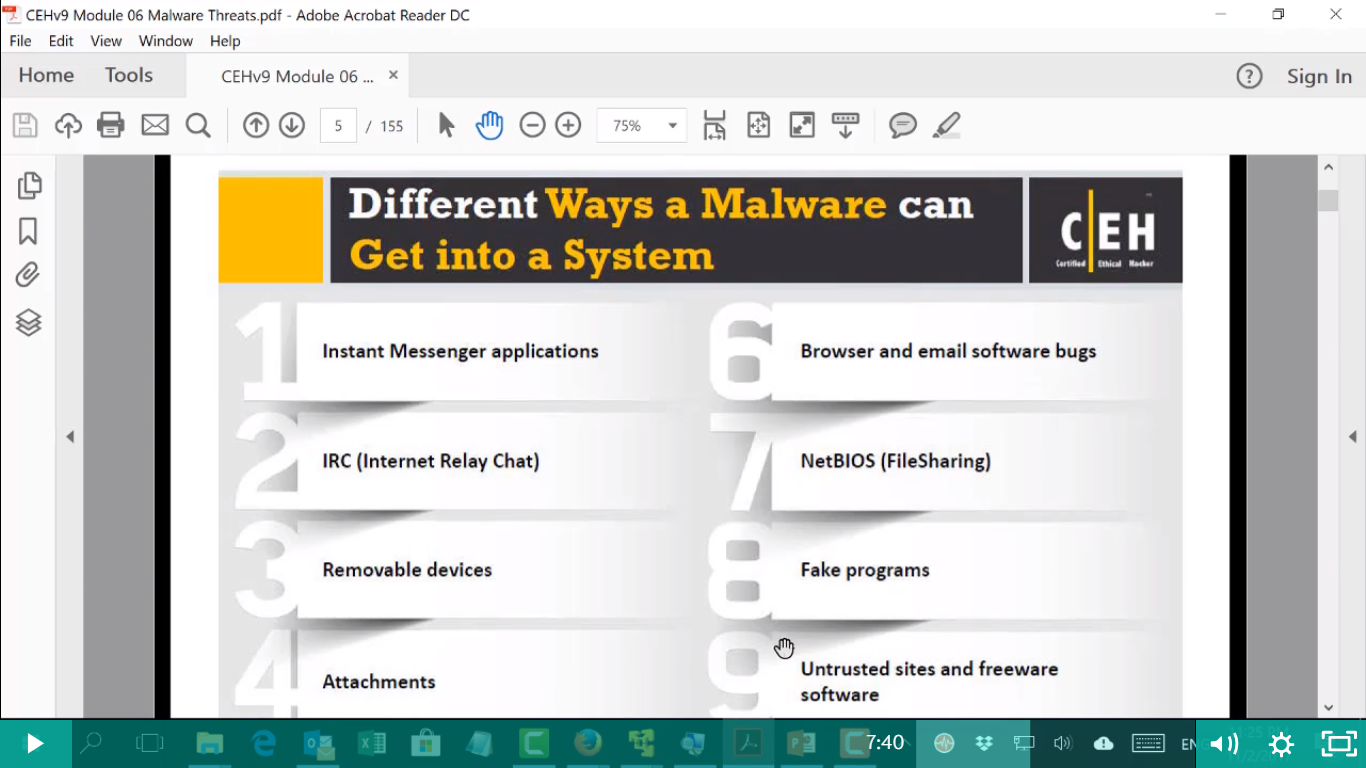 CEHv9 Module 06 Malware Threats.pdf - Adobe Acrobat Reader DC
File Edit View Window Help
Home Tools CEHv9 Module 06 ... × Sign In
5 / 155 75%
Different Ways a Malware can
Get into a System
C|EH
Certified Ethical Hacker
1 Instant Messenger applications
2 IRC (Internet Relay Chat)
3 Removable devices
4 Attachments
6 Browser and email software bugs
7 NetBIOS (FileSharing)
8 Fake programs
9 Untrusted sites and freeware
software
7:40